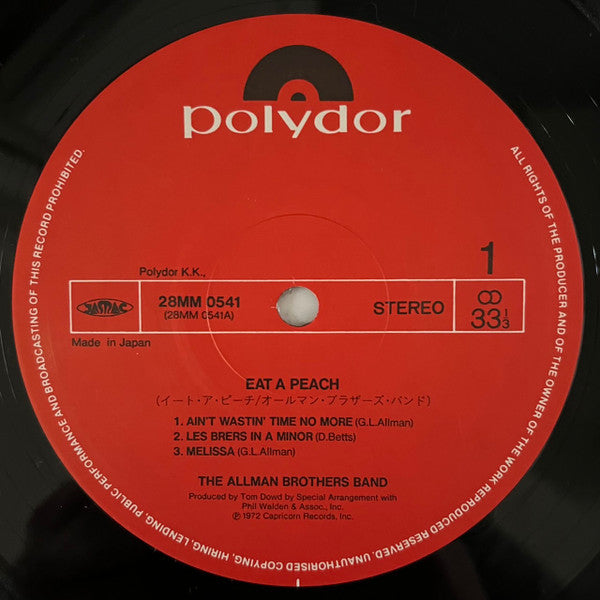 polydor
Polydor K.K.,
1
JASRAC
28MM 0541
(28MM 0541A)
STEREO
33 1/3
Made in Japan
EAT A PEACH
(イート・ア・ピーチ/オールマン・ブラザーズ・バンド)
1. AIN'T WASTIN' TIME NO MORE (G.L.Allman)
2. LES BRERS IN A MINOR (D.Betts)
3. MELISSA (G.L.Allman)
THE ALLMAN BROTHERS BAND
Produced by Tom Dowd by Special Arrangement with
Phil Walden & Assoc., Inc.
Ⓟ 1972 Capricorn Records, Inc.
ALL RIGHTS OF THE PRODUCER AND OF THE OWNER OF THE WORK REPRODUCED RESERVED. UNAUTHORISED COPYING, HIRING, LENDING, PUBLIC PERFORMANCE AND BROADCASTING OF THIS RECORD PROHIBITED.